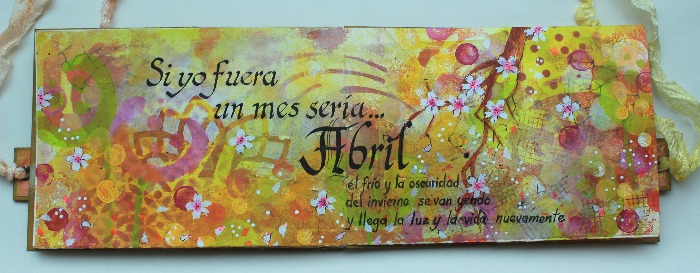 Si yo fuera
un mes sería...
Abril
el frío y la oscuridad
del invierno se van yendo
y llega la luz y la vida nuevamente